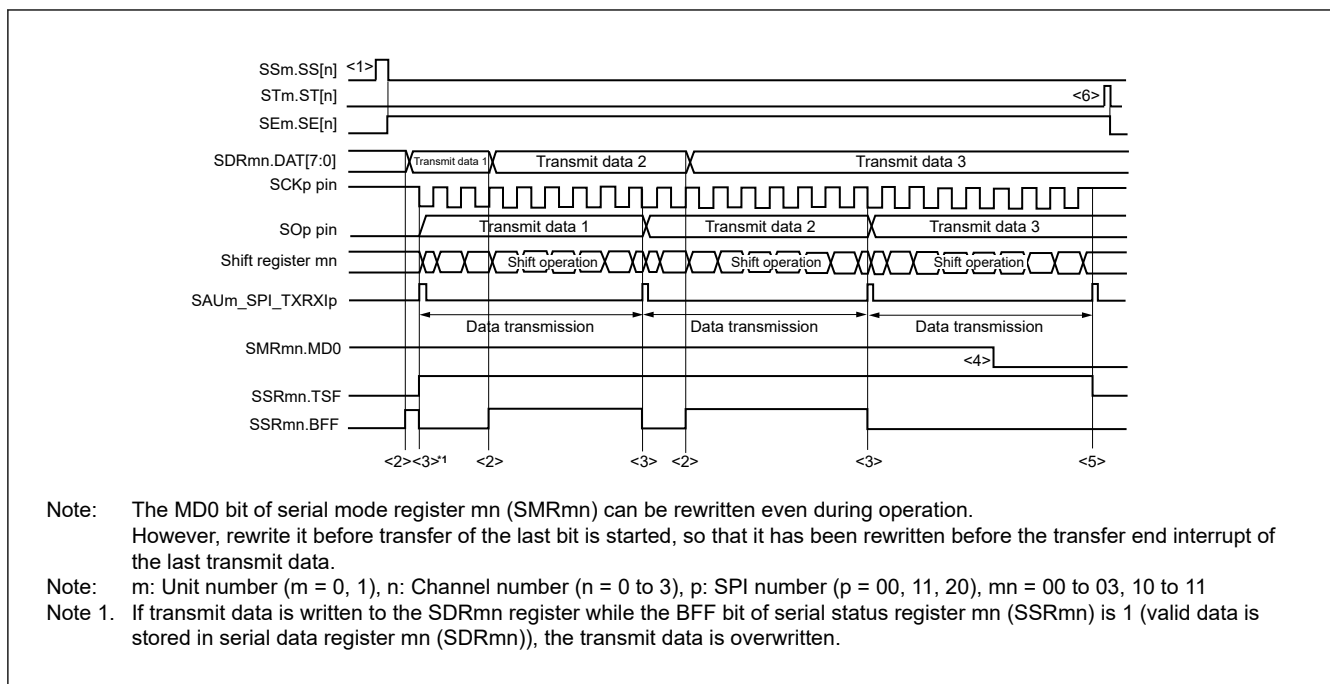 SSm.SS[n] <1>
STm.ST[n] <6>
SEm.SE[n]
SDRmn.DAT[7:0] Transmit data 1 Transmit data 2 Transmit data 3
SCKp pin
SOp pin Transmit data 1 Transmit data 2 Transmit data 3
Shift register mn Shift operation Shift operation Shift operation
SAUm_SPI_TXRXIp
Data transmission Data transmission Data transmission
SMRmn.MD0
<4>
SSRmn.TSF
SSRmn.BFF
<2> <3>*1 <2> <3> <2> <3> <5>
Note: The MD0 bit of serial mode register mn (SMRmn) can be rewritten even during operation.
However, rewrite it before transfer of the last bit is started, so that it has been rewritten before the transfer end interrupt of
the last transmit data.
Note: m: Unit number (m = 0, 1), n: Channel number (n = 0 to 3), p: SPI number (p = 00, 11, 20), mn = 00 to 03, 10 to 11
Note 1. If transmit data is written to the SDRmn register while the BFF bit of serial status register mn (SSRmn) is 1 (valid data is
stored in serial data register mn (SDRmn)), the transmit data is overwritten.